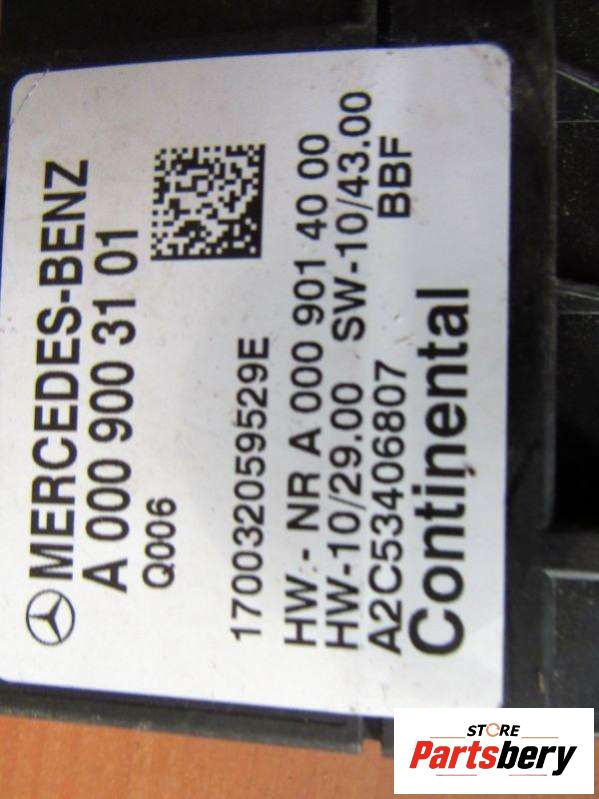 MERCEDES-BENZ
A 000 900 31 01
Q006
170032059529E
HW.- NR A 000 901 40 00
HW-10/29.00 SW-10/43.00
A2C53406807 BBF
Continental
STORE
Partsbery